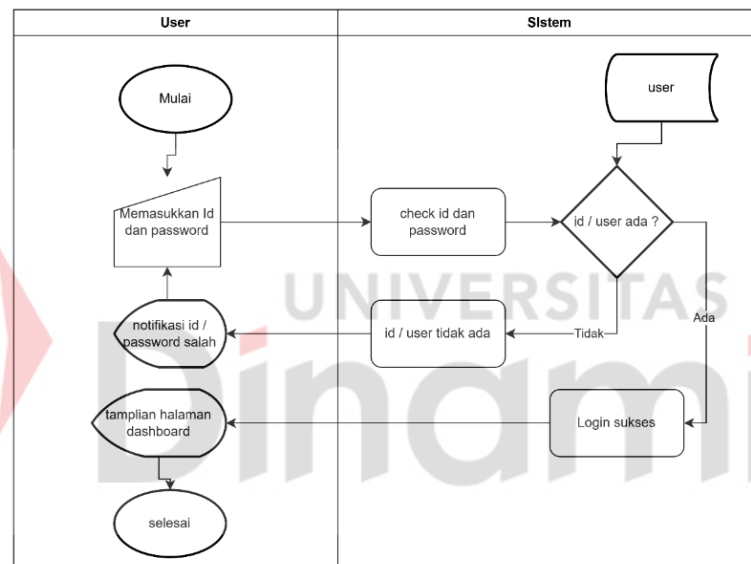 User
SIstem
Mulai
user
Memasukkan Id
dan password
check id dan
password
id / user ada ?
UNIVERSITAS
Dinami
notifikasi id /
password salah
id / user tidak ada
Tidak
Ada
tamplian halaman
dashboard
Login sukses
selesai